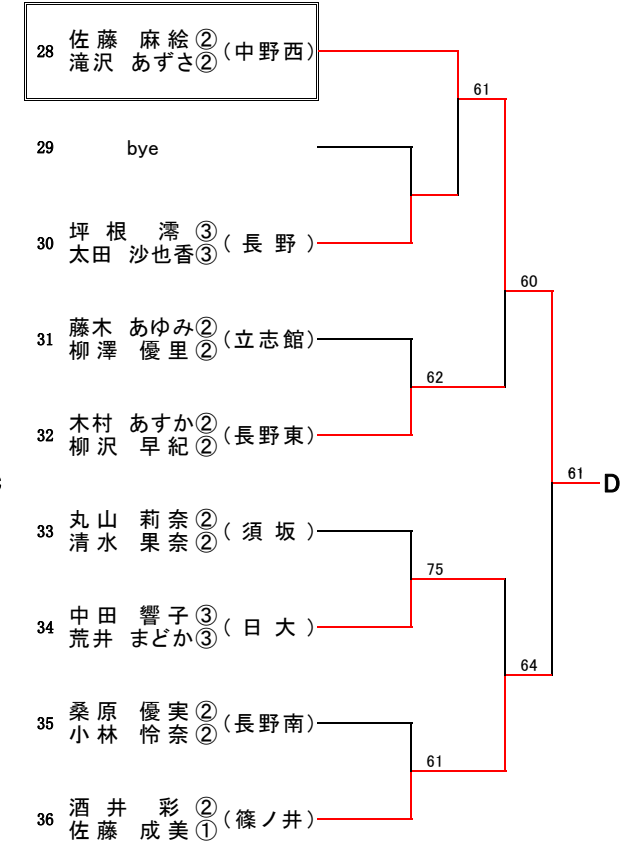 佐藤 麻絵②
28 (中野西)
滝沢 あずさ②
61
29 bye
坪根 澪③
30 (長野)
太田 沙也香③
60
藤木 あゆみ②
31 (立志館)
柳澤 優里②
62
木村 あすか②
32 (長野東)
柳沢 早紀②
61 D
丸山 莉奈②
33 (須坂)
清水 果奈②
75
中田 響子③
34 (日大)
荒井 まどか③
64
桑原 優実②
35 (長野南)
小林 怜奈②
61
酒井 彩②
36 (篠ノ井)
佐藤 成美①